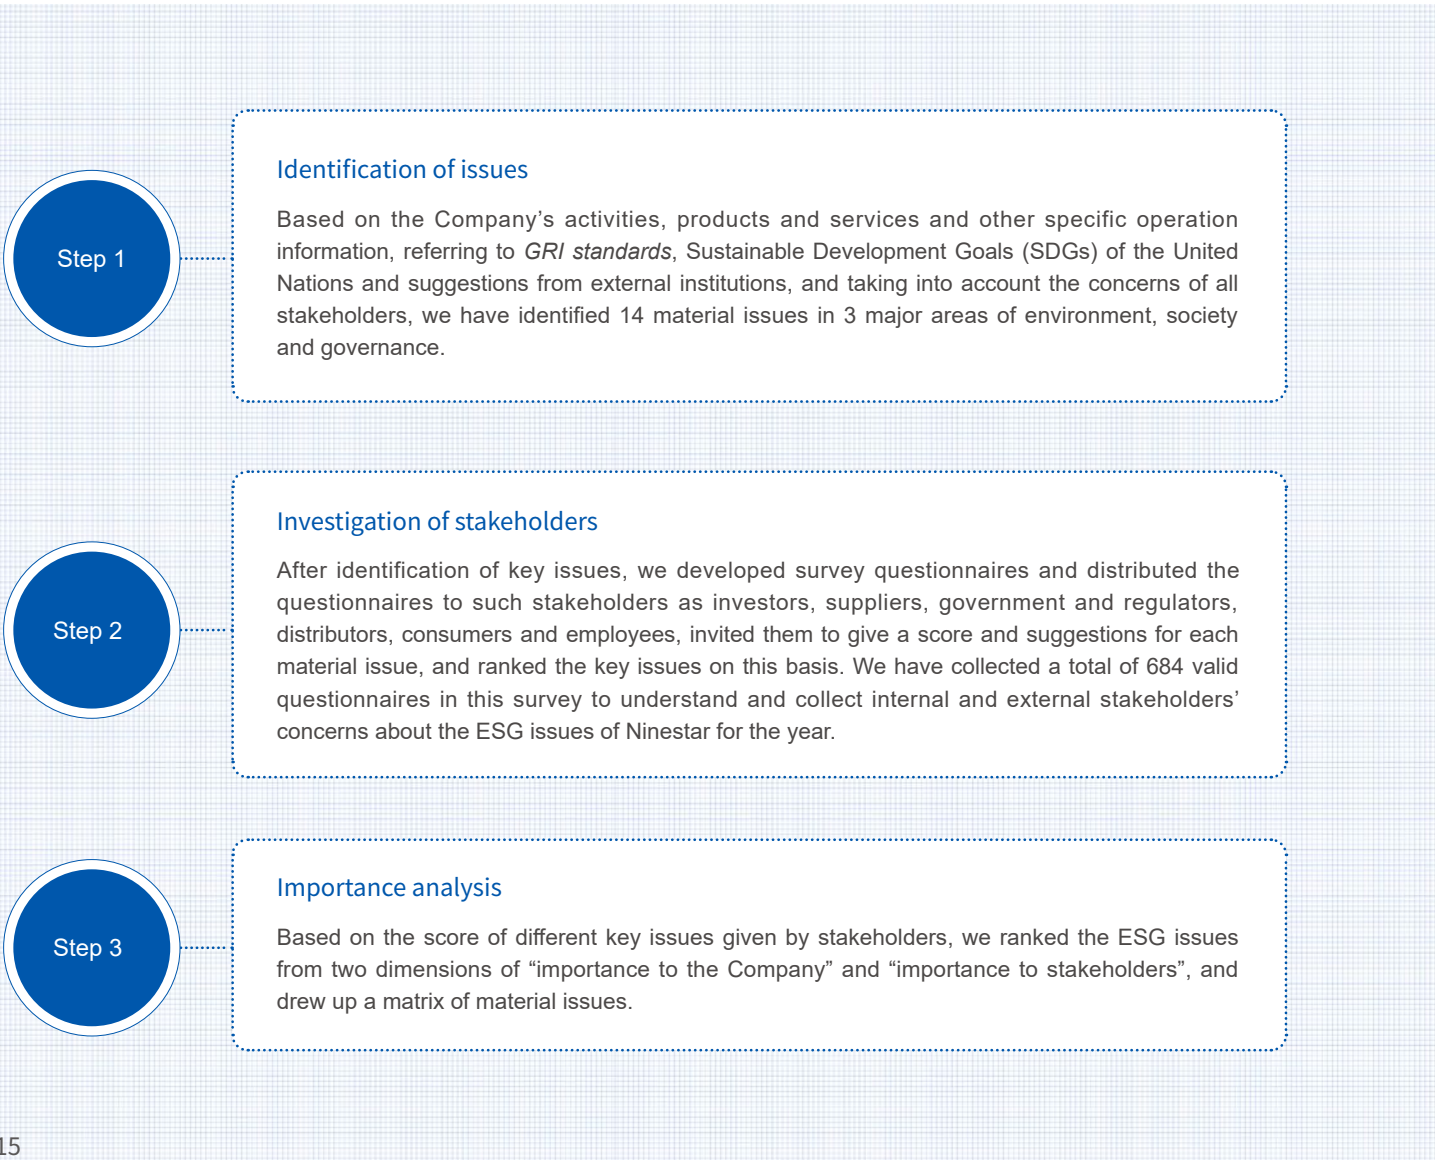 Step 1
Identification of issues
Based on the Company’s activities, products and services and other specific operation
information, referring to GRI standards, Sustainable Development Goals (SDGs) of the United
Nations and suggestions from external institutions, and taking into account the concerns of all
stakeholders, we have identified 14 material issues in 3 major areas of environment, society
and governance.
Step 2
Investigation of stakeholders
After identification of key issues, we developed survey questionnaires and distributed the
questionnaires to such stakeholders as investors, suppliers, government and regulators,
distributors, consumers and employees, invited them to give a score and suggestions for each
material issue, and ranked the key issues on this basis. We have collected a total of 684 valid
questionnaires in this survey to understand and collect internal and external stakeholders’
concerns about the ESG issues of Ninestar for the year.
Step 3
Importance analysis
Based on the score of different key issues given by stakeholders, we ranked the ESG issues
from two dimensions of “importance to the Company” and “importance to stakeholders”, and
drew up a matrix of material issues.
15